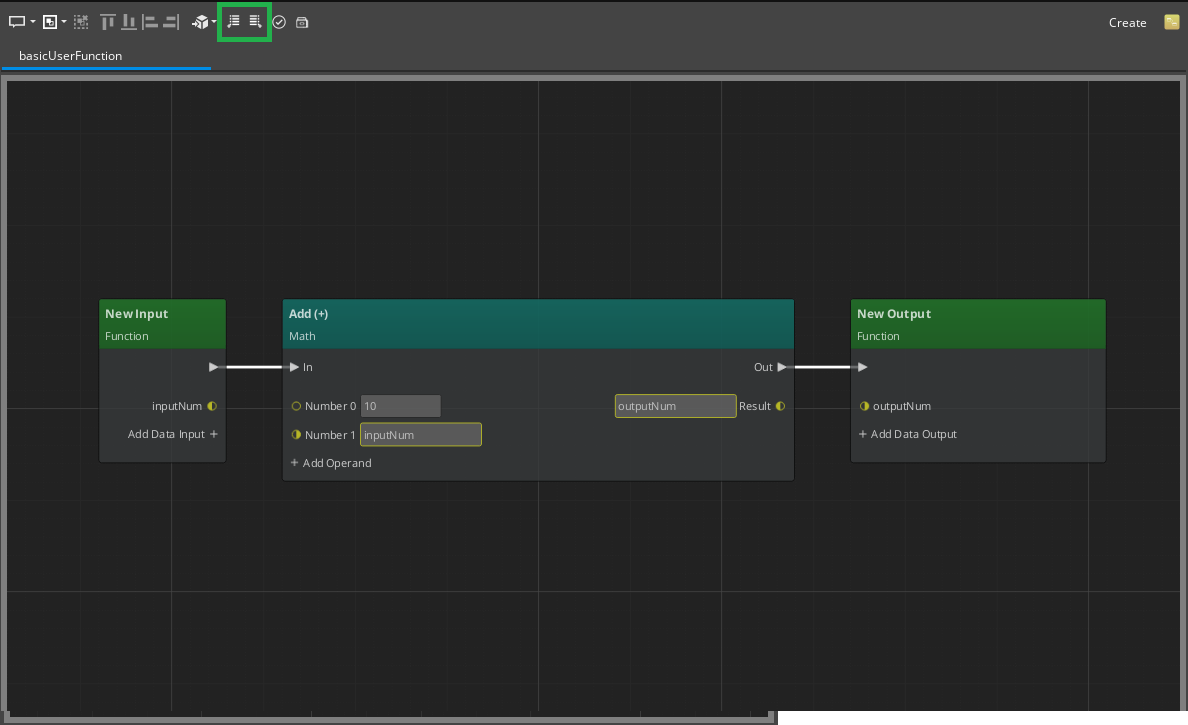 Create
basicUserFunction
New Input
Function
inputNum
Add Data Input
Add (+)
Math
In
Out
Number 0 10
outputNum Result
Number 1 inputNum
Add Operand
New Output
Function
outputNum
Add Data Output